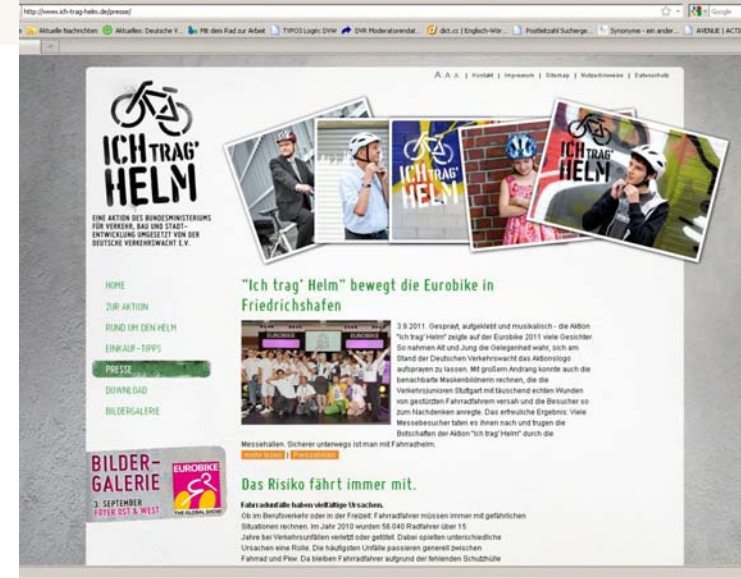 http://www.ich-trag-helm.de/presse/
Google
Aktuelle Nachrichten Aktuelles: Deutsche V... Mit dem Rad zur Arbeit TYPO3 Login: DVW DVR Moderatorendat... dict.cc | Englisch-Wör... Postleitzahl Sucherge... Synonyme - ein ander... AVENUE | ACTI
A A A | Kontakt | Impressum | Sitemap | Nutzerhinweise | Datenschutz
ICH TRAG'
HELM
EINE AKTION DES BUNDESMINISTERIUMS
FÜR VERKEHR, BAU UND STADT-
ENTWICKLUNG UMGESETZT VON DER
DEUTSCHE VERKEHRSWACHT E.V.
ICH TRAG'
HELM
ICH TRAG'
HELM
HOME
ZUR AKTION
RUND UM DEN HELM
EINKAUF-TIPPS
PRESSE
DOWNLOAD
BILDERGALERIE
BILDER-
GALERIE
3. SEPTEMBER
FOYER OST & WEST
EUROBIKE
THE GLOBAL SHOW
"Ich trag' Helm" bewegt die Eurobike in
Friedrichshafen
EUROBIKE
3.9.2011. Gesprayt, aufgeklebt und musikalisch - die Aktion
"Ich trag' Helm" zeigte auf der Eurobike 2011 viele Gesichter.
So nahmen Alt und Jung die Gelegenheit wahr, sich am
Stand der Deutschen Verkehrswacht das Aktionslogo
aufsprayen zu lassen. Mit großem Andrang konnte auch die
benachbarte Maskenbildnerin rechnen, die die
Verkehrsjunioren Stuttgart mit täuschend echten Wunden
von gestürzten Fahrradfahrern versah und die Besucher so
zum Nachdenken anregte. Das erfreuliche Ergebnis: Viele
Messebesucher taten es ihnen nach und trugen die
Botschaften der Aktion "Ich trag' Helm" durch die
Messehallen. Sicherer unterwegs ist man mit Fahrradhelm.
mehr lesen | Pressebilder
Das Risiko fährt immer mit.
Fahrradunfälle haben vielfältige Ursachen.
Ob im Berufsverkehr oder in der Freizeit: Fahrradfahrer müssen immer mit gefährlichen
Situationen rechnen. Im Jahr 2010 wurden 56.040 Radfahrer über 15
Jahre bei Verkehrsunfällen verletzt oder getötet. Dabei spielten unterschiedliche
Ursachen eine Rolle. Die häufigsten Unfälle passieren generell zwischen
Fahrrad und Pkw. Da bleiben Fahrradfahrer aufgrund der fehlenden Schutzhülle